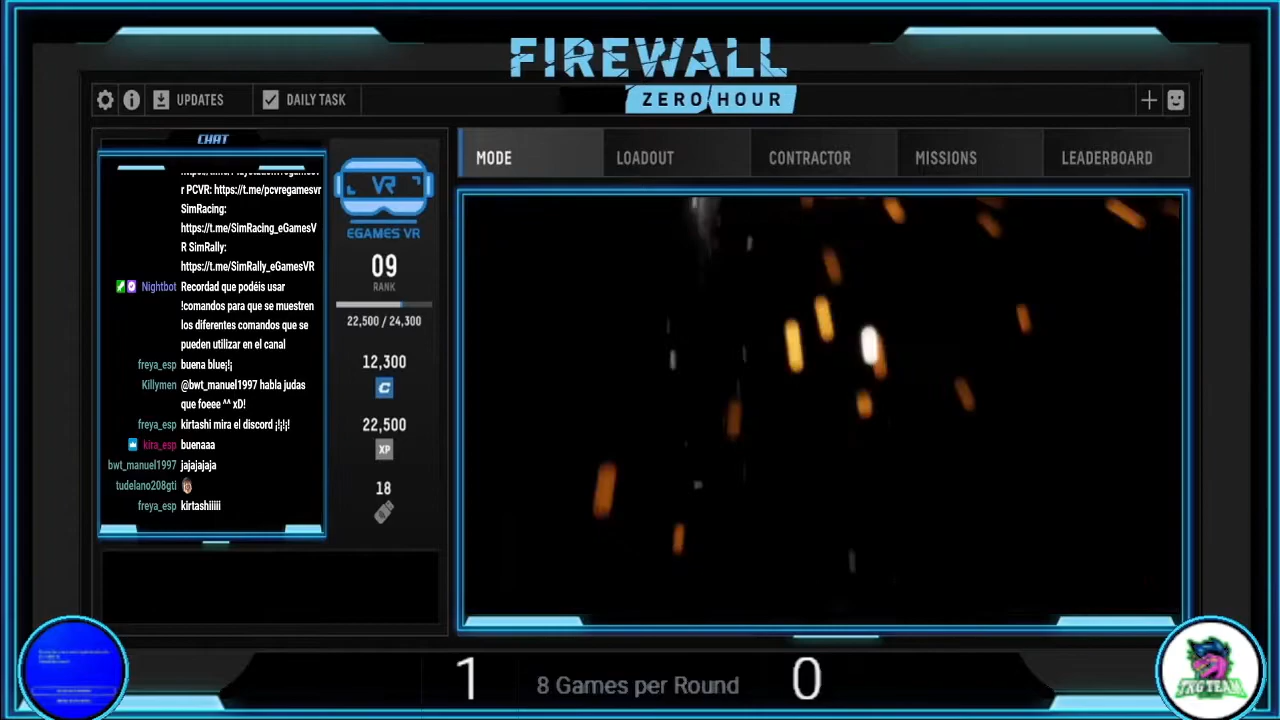 FIREWALL
ZERO HOUR
UPDATES
DAILY TASK
CHAT
r PCVR: https://t.me/pcvregamesvr
SimRacing:
https://t.me/SimRacing_eGamesV
R SimRally:
https://t.me/SimRally_eGamesVR
Nightbot Recordad que podéis usar
!comandos para que se muestren
los diferentes comandos que se
pueden utilizar en el canal
freya_esp buena blue¡!¡
Killymen @bwt_manuel1997 habla judas
que foeee ^^ xD!
freya_esp kirtashi mira el discord ¡!¡!¡!
kira_esp buenaaa
bwt_manuel1997 jajajajaja
tudelano208gti
freya_esp kirtashiiiii
VR
EGAMES VR
09
RANK
22,500 / 24,300
12,300
C
22,500
XP
18
MODE
LOADOUT
CONTRACTOR
MISSIONS
LEADERBOARD
1
8 Games per Round
0